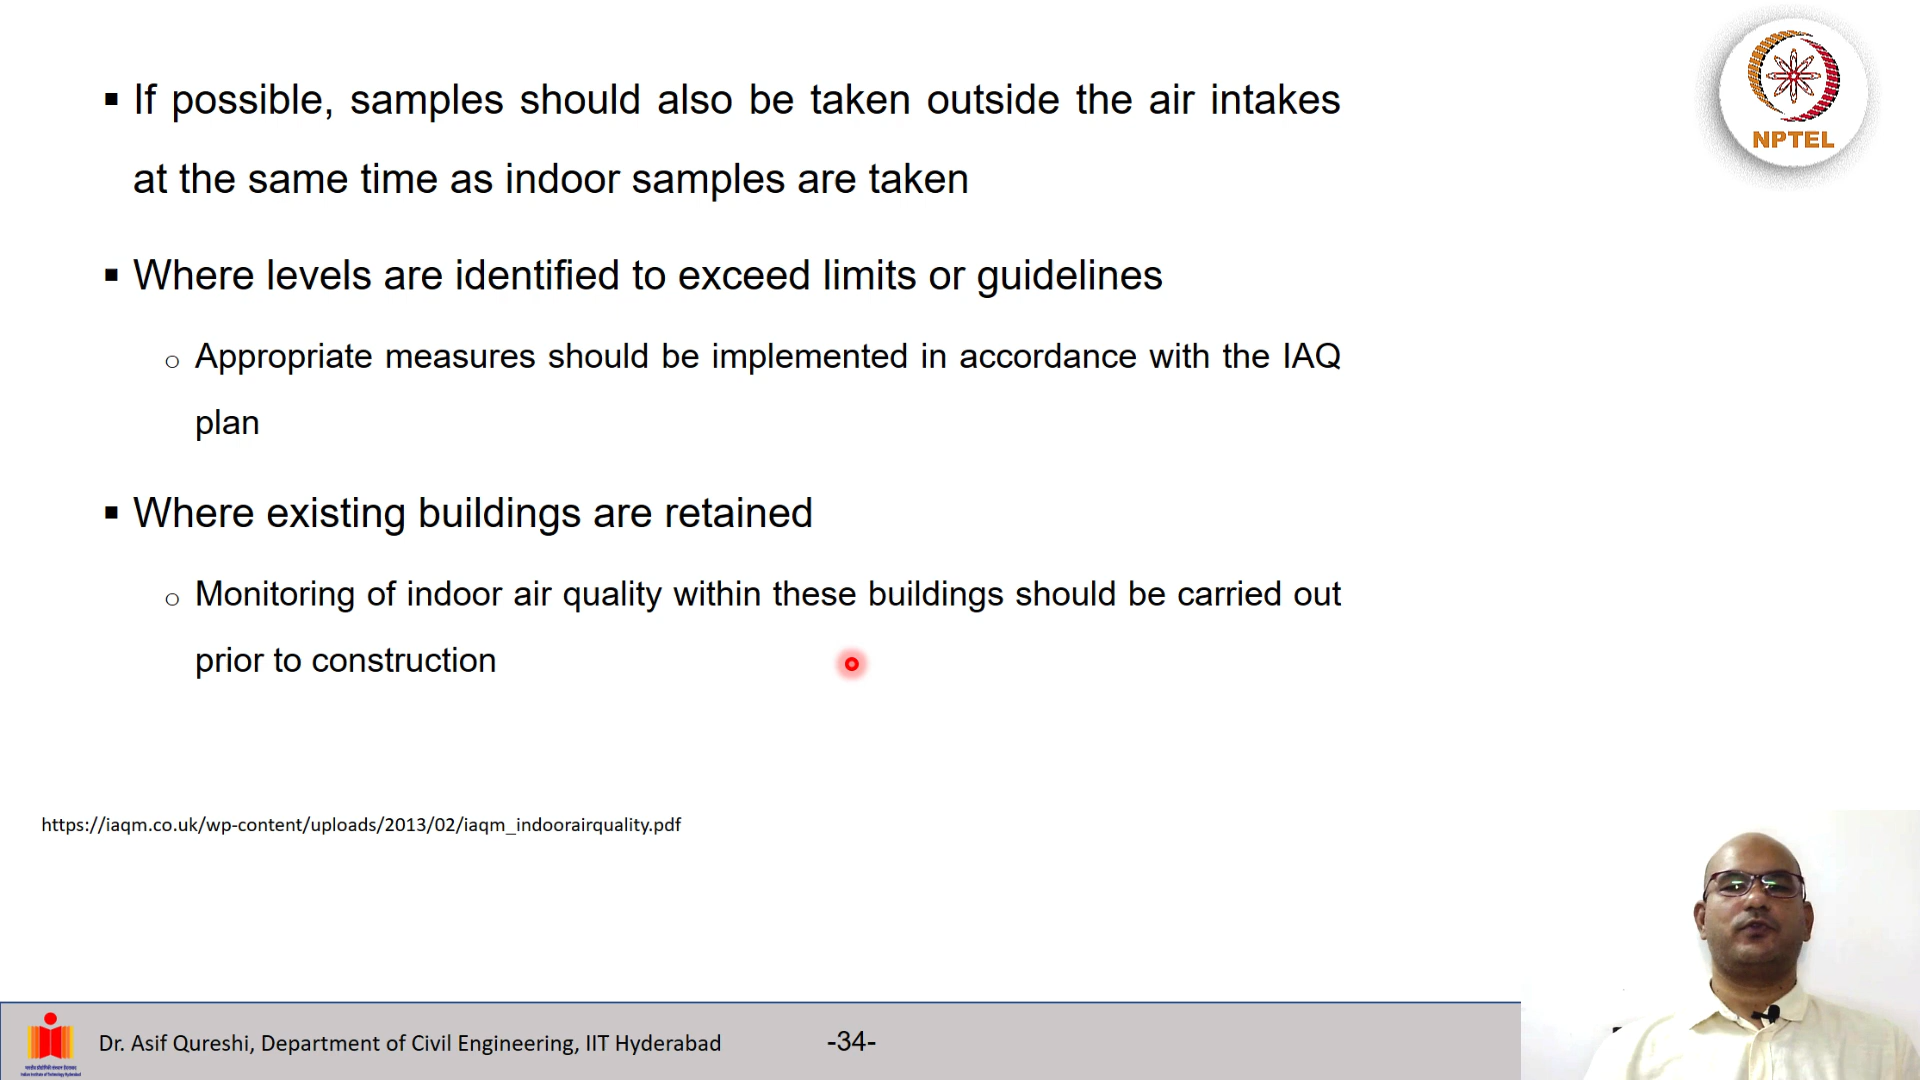 ▪ If possible, samples should also be taken outside the air intakes
at the same time as indoor samples are taken
▪ Where levels are identified to exceed limits or guidelines
o Appropriate measures should be implemented in accordance with the IAQ
plan
▪ Where existing buildings are retained
o Monitoring of indoor air quality within these buildings should be carried out
prior to construction
https://iaqm.co.uk/wp-content/uploads/2013/02/iaqm_indoorairquality.pdf
Dr. Asif Qureshi, Department of Civil Engineering, IIT Hyderabad
-34-
NPTEL